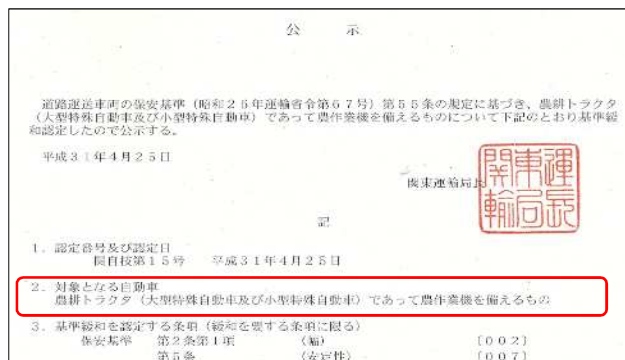 公　示
道路運送車両の保安基準（昭和２６年運輸省令第６７号）第５５条の規定に基づき、農耕トラクタ
（大型特殊自動車及び小型特殊自動車）であって農作業機を備えるものについて下記のとおり基準緩
和認定したので公示する。
平成３１年４月２５日
関東運輸局長
関東運輸局長
記
１．認定番号及び認定日
関自技第１５号　平成３１年４月２５日
２．対象となる自動車
農耕トラクタ（大型特殊自動車及び小型特殊自動車）であって農作業機を備えるもの
３．基準緩和を認定する条項（緩和を要する条項に限る）
保安基準　第２条第１項　（幅）　〔００２〕
第５条　（安定性）　〔００７〕